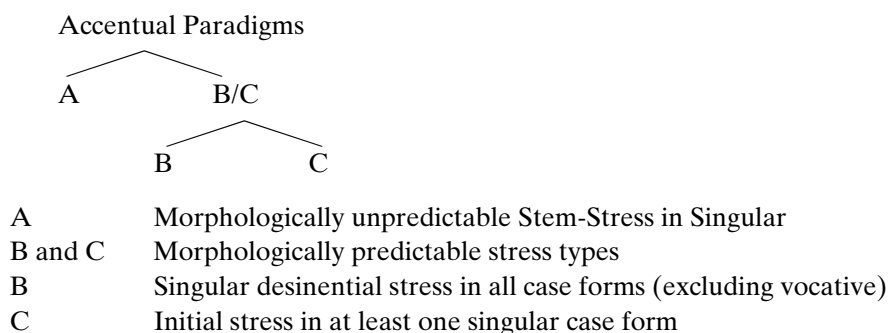 Accentual Paradigms
A B/C
B C
A Morphologically unpredictable Stem-Stress in Singular
B and C Morphologically predictable stress types
B Singular desinential stress in all case forms (excluding vocative)
C Initial stress in at least one singular case form